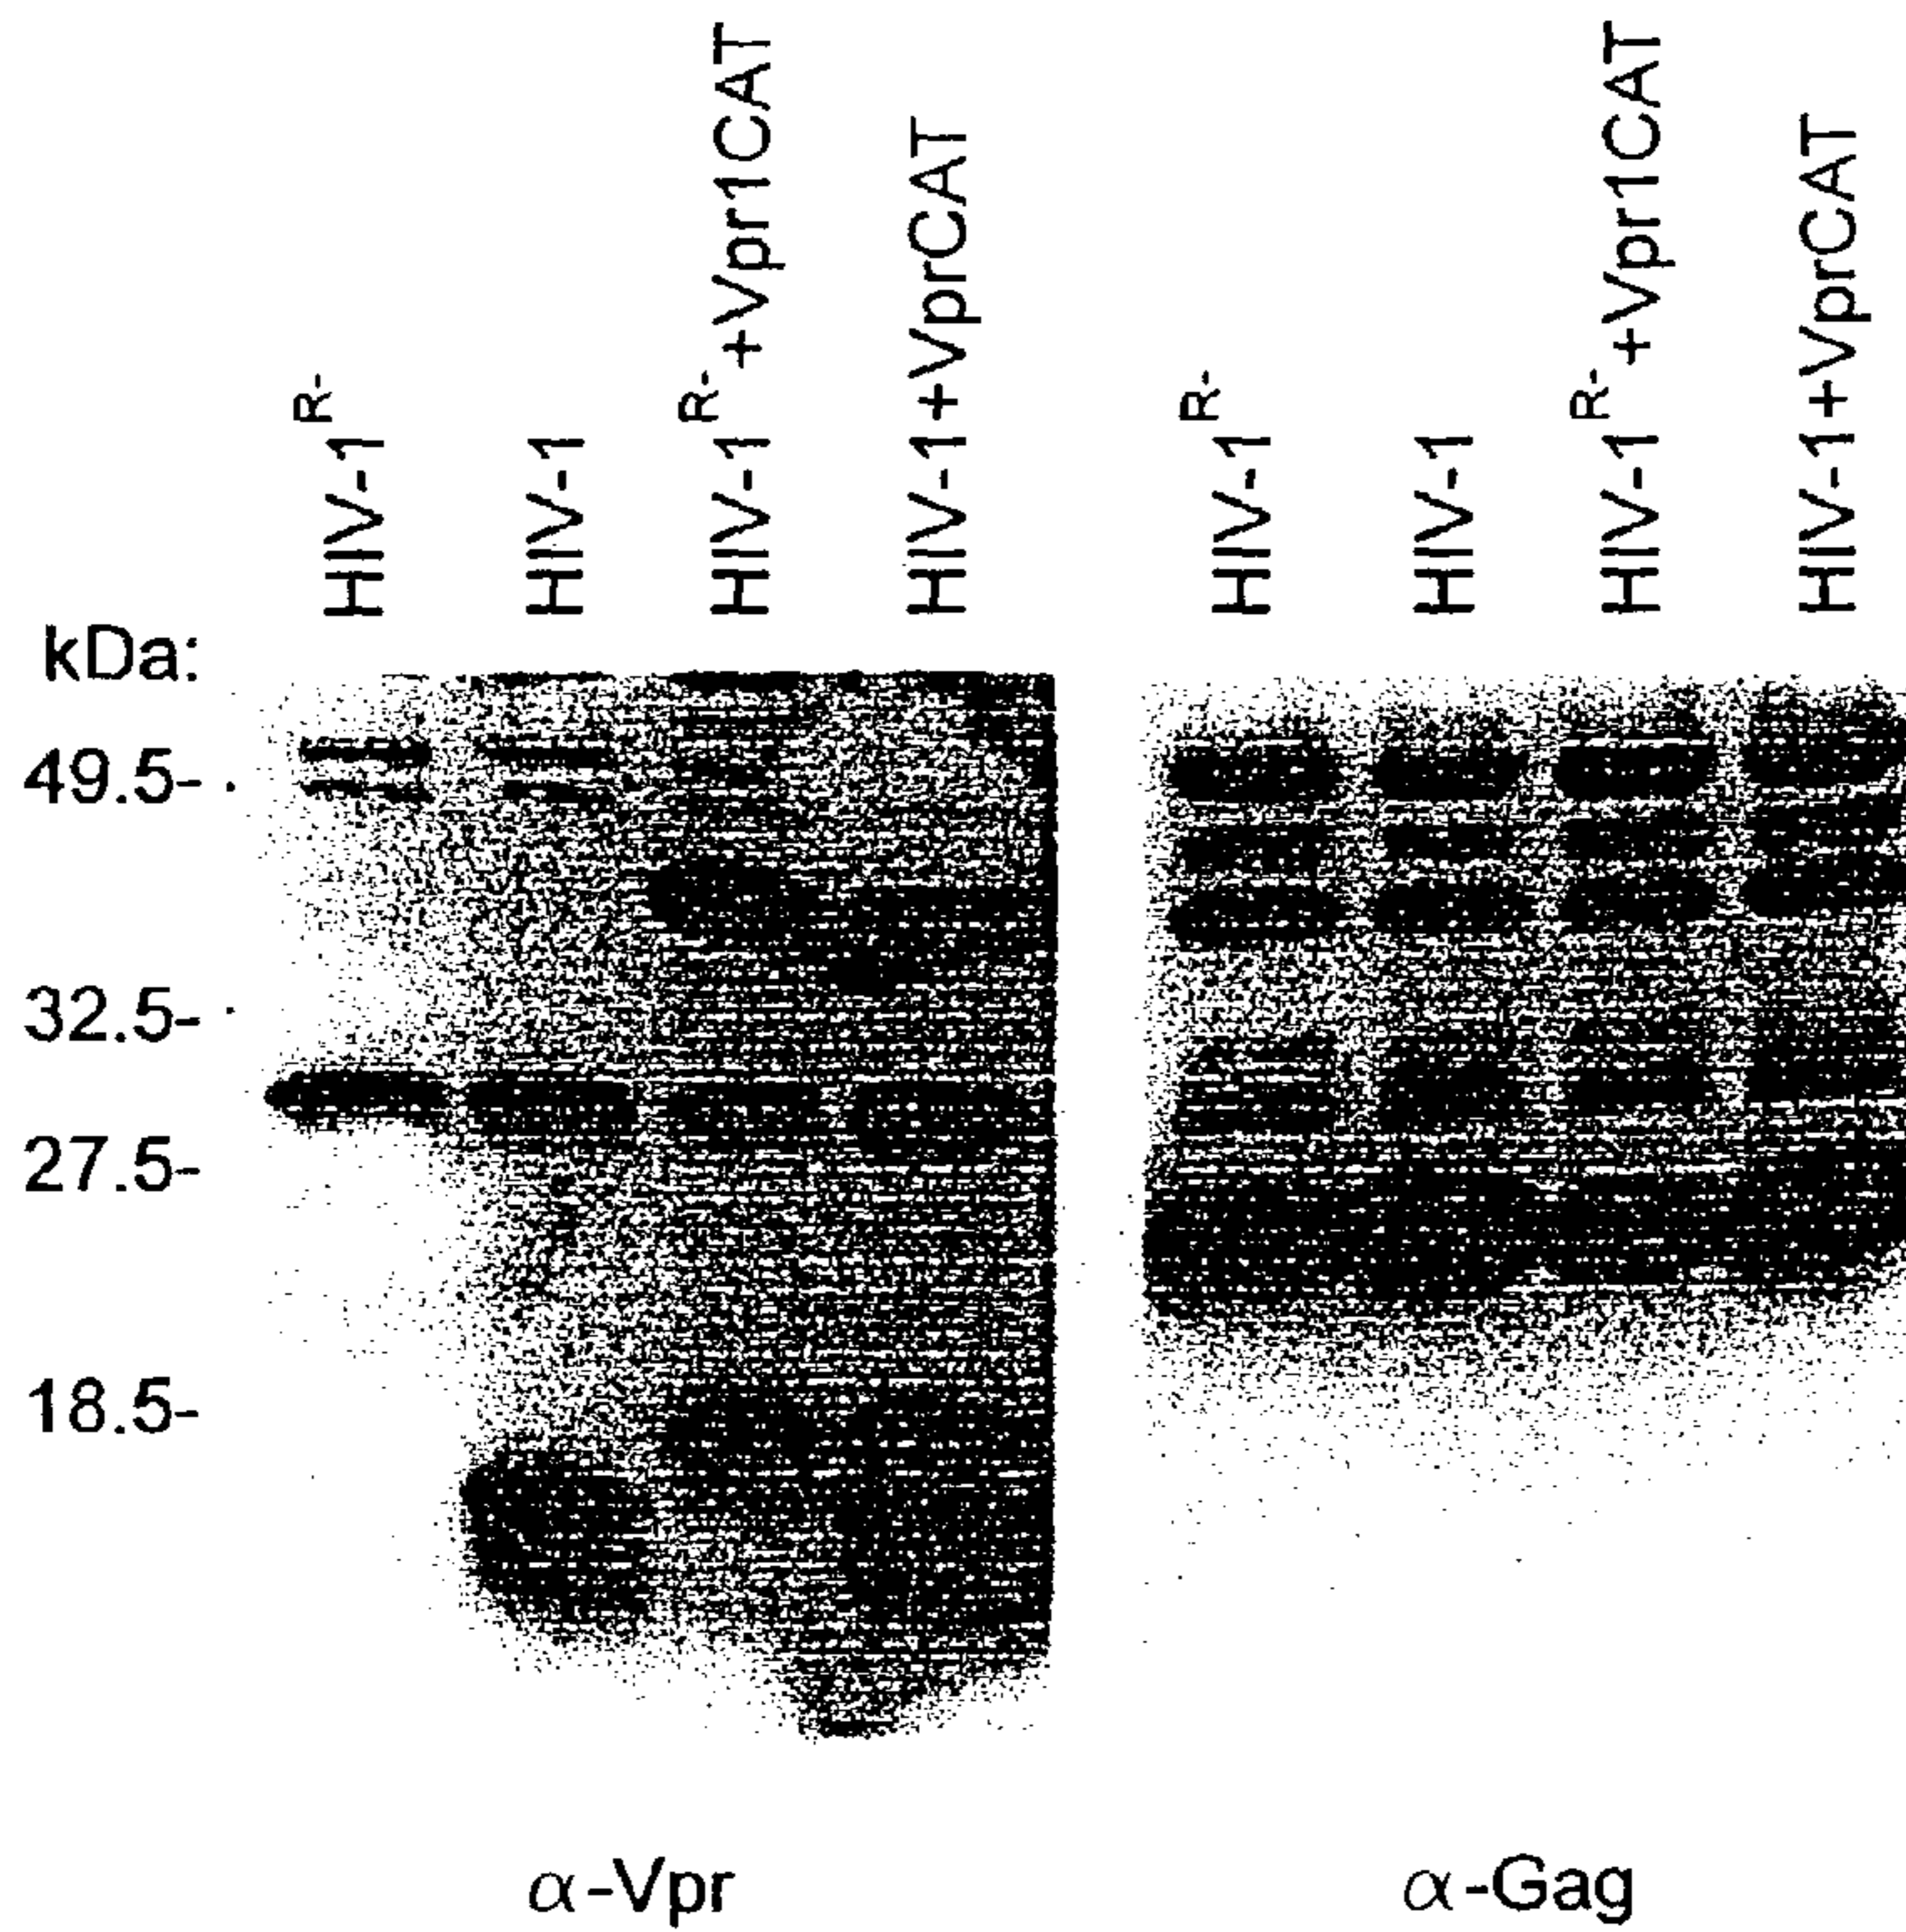 HIV-1R-
HIV-1
HIV-1R-+Vpr1CAT
HIV-1+VprCAT
HIV-1R-
HIV-1
HIV-1R-+Vpr1CAT
HIV-1+VprCAT
kDa:
49.5-
32.5-
27.5-
18.5-
α-Vpr
α-Gag